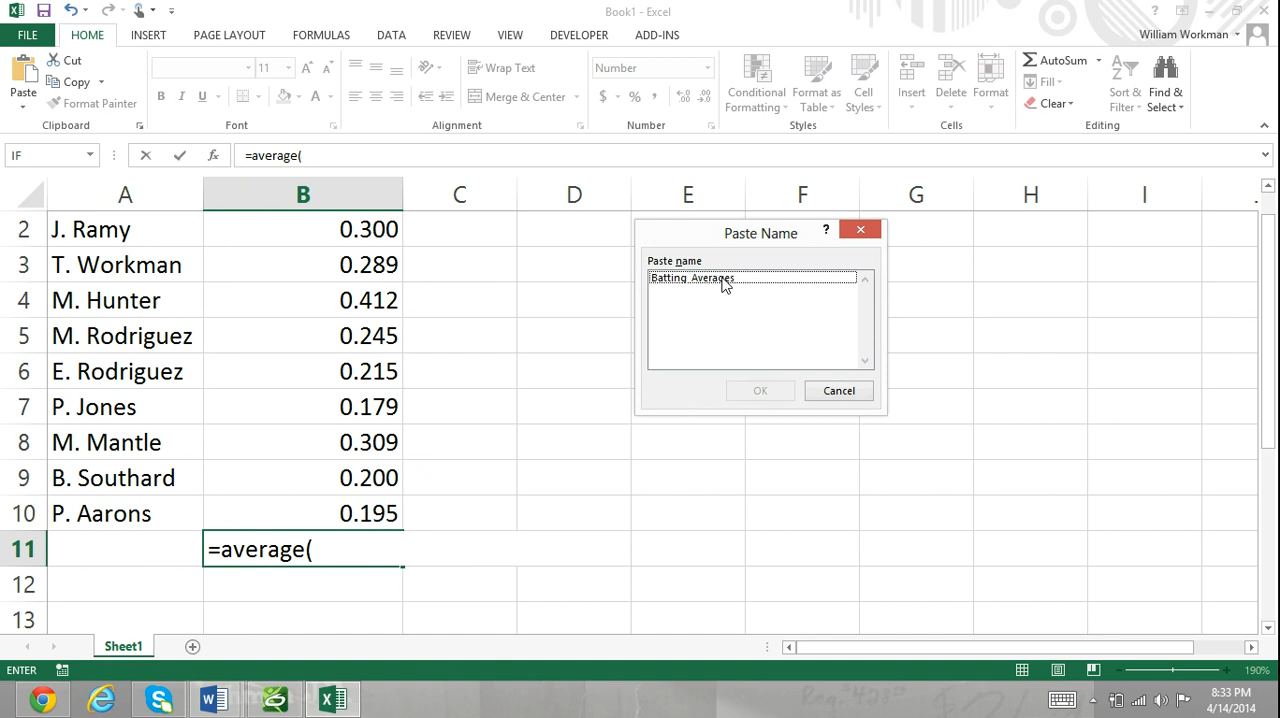 Book1 - Excel
?
FILE
HOME
INSERT
PAGE LAYOUT
FORMULAS
DATA
REVIEW
VIEW
DEVELOPER
ADD-INS
William Workman
Paste
Cut
Copy
Format Painter
Clipboard
11
A A
B I U
A
Font
Wrap Text
Merge & Center
Alignment
Number
$ % ,
Number
Conditional Formatting
Format as Table
Cell Styles
Styles
Insert
Delete
Format
Cells
AutoSum
Fill
Clear
Sort & Filter
Find & Select
Editing
IF
fx
=average(
A B C D E F G H I
2 J. Ramy 0.300
3 T. Workman 0.289
4 M. Hunter 0.412
5 M. Rodriguez 0.245
6 E. Rodriguez 0.215
7 P. Jones 0.179
8 M. Mantle 0.309
9 B. Southard 0.200
10 P. Aarons 0.195
11 =average(
12
13
Paste Name
?
Paste name
Batting_Averages
OK
Cancel
Sheet1
ENTER
190%
8:33 PM
4/14/2014